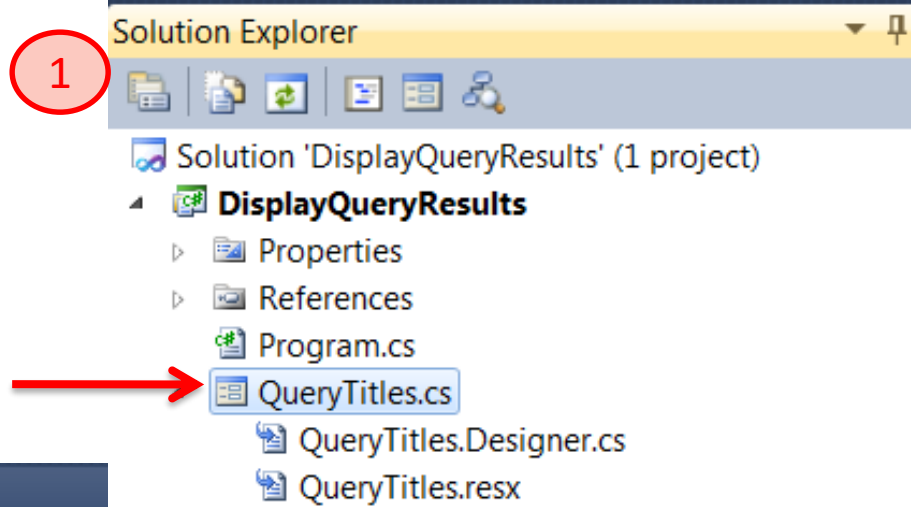 Solution Explorer
1
Solution 'DisplayQueryResults' (1 project)
DisplayQueryResults
Properties
References
Program.cs
QueryTitles.cs
QueryTitles.Designer.cs
QueryTitles.resx